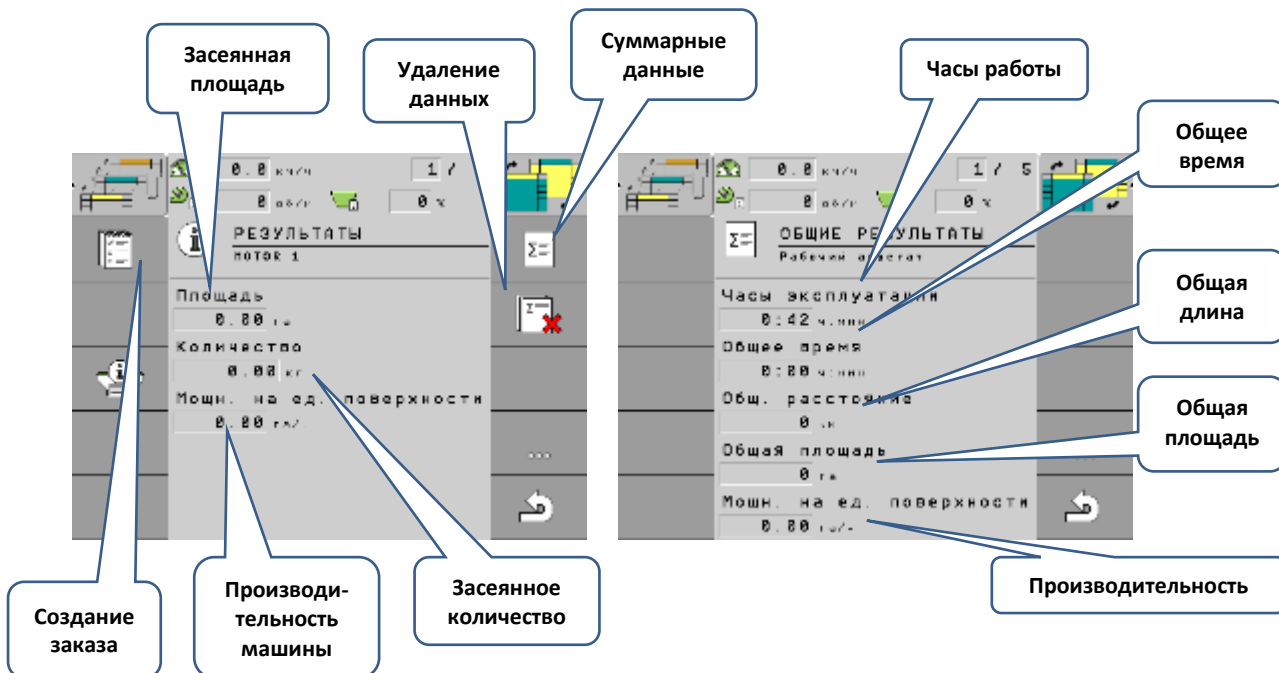 Засеянная
площадь
Удаление
данных
Суммарные
данные
Часы работы
Общее
время
Общая
длина
Общая
площадь
0.0 км/ч
1 /
0 об/м
0 %
РЕЗУЛЬТАТЫ
MOTOR 1
Площадь
0.00 га
Количество
0.00 кг
Мощн. на ед. поверхности
0.00 га/
Σ=
...
0.0 км/ч
1 / 5
0 об/м
0 %
Σ=
ОБЩИЕ РЕЗУЛЬТАТЫ
Рабочий
Часы эксплуатации
0:42 ч:мин
Общее время
0:00 ч:мин
Общ. расстояние
0 км
Общая площадь
0 га
Мощн. на ед. поверхности
0.00 га/
Создание
заказа
Производи-
тельность
машины
Засеянное
количество
Производительность